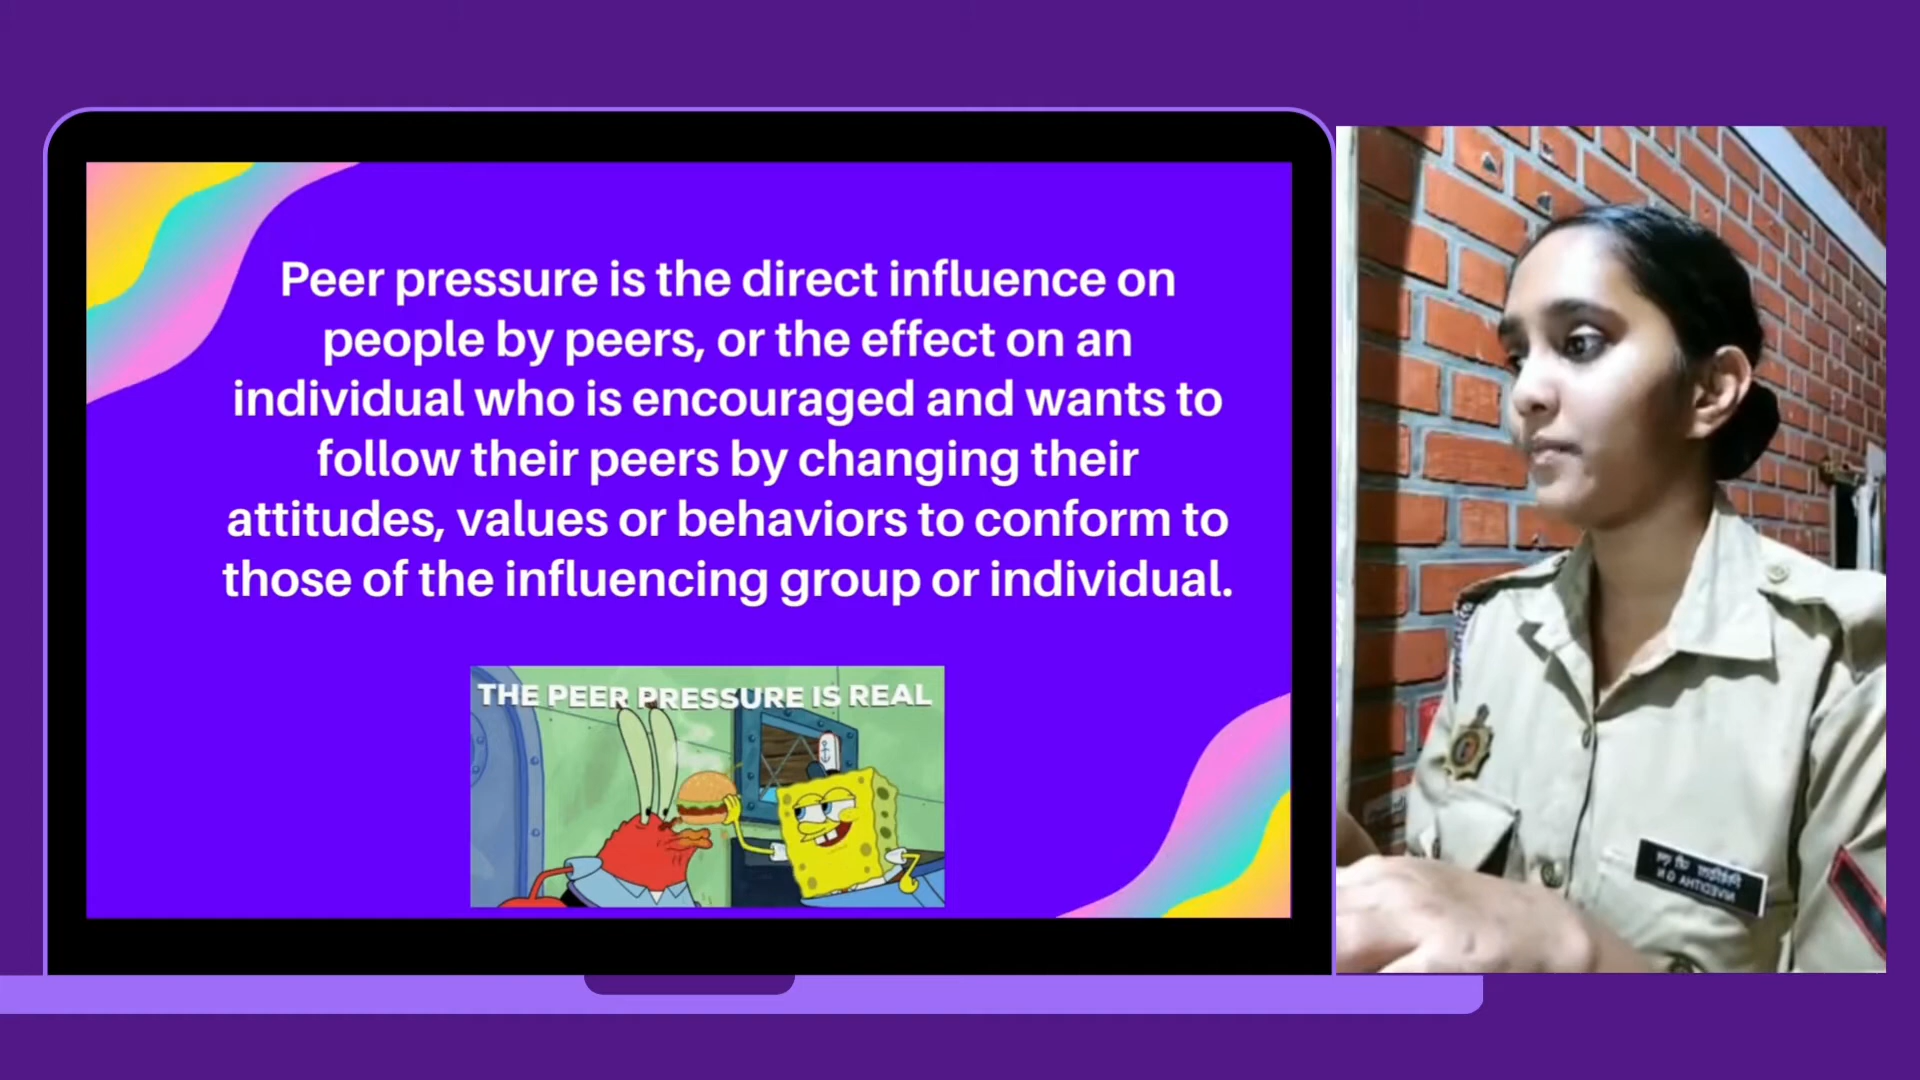 Peer pressure is the direct influence on
people by peers, or the effect on an
individual who is encouraged and wants to
follow their peers by changing their
attitudes, values or behaviors to conform to
those of the influencing group or individual.
THE PEER PRESSURE IS REAL
NIVEDITHA G N